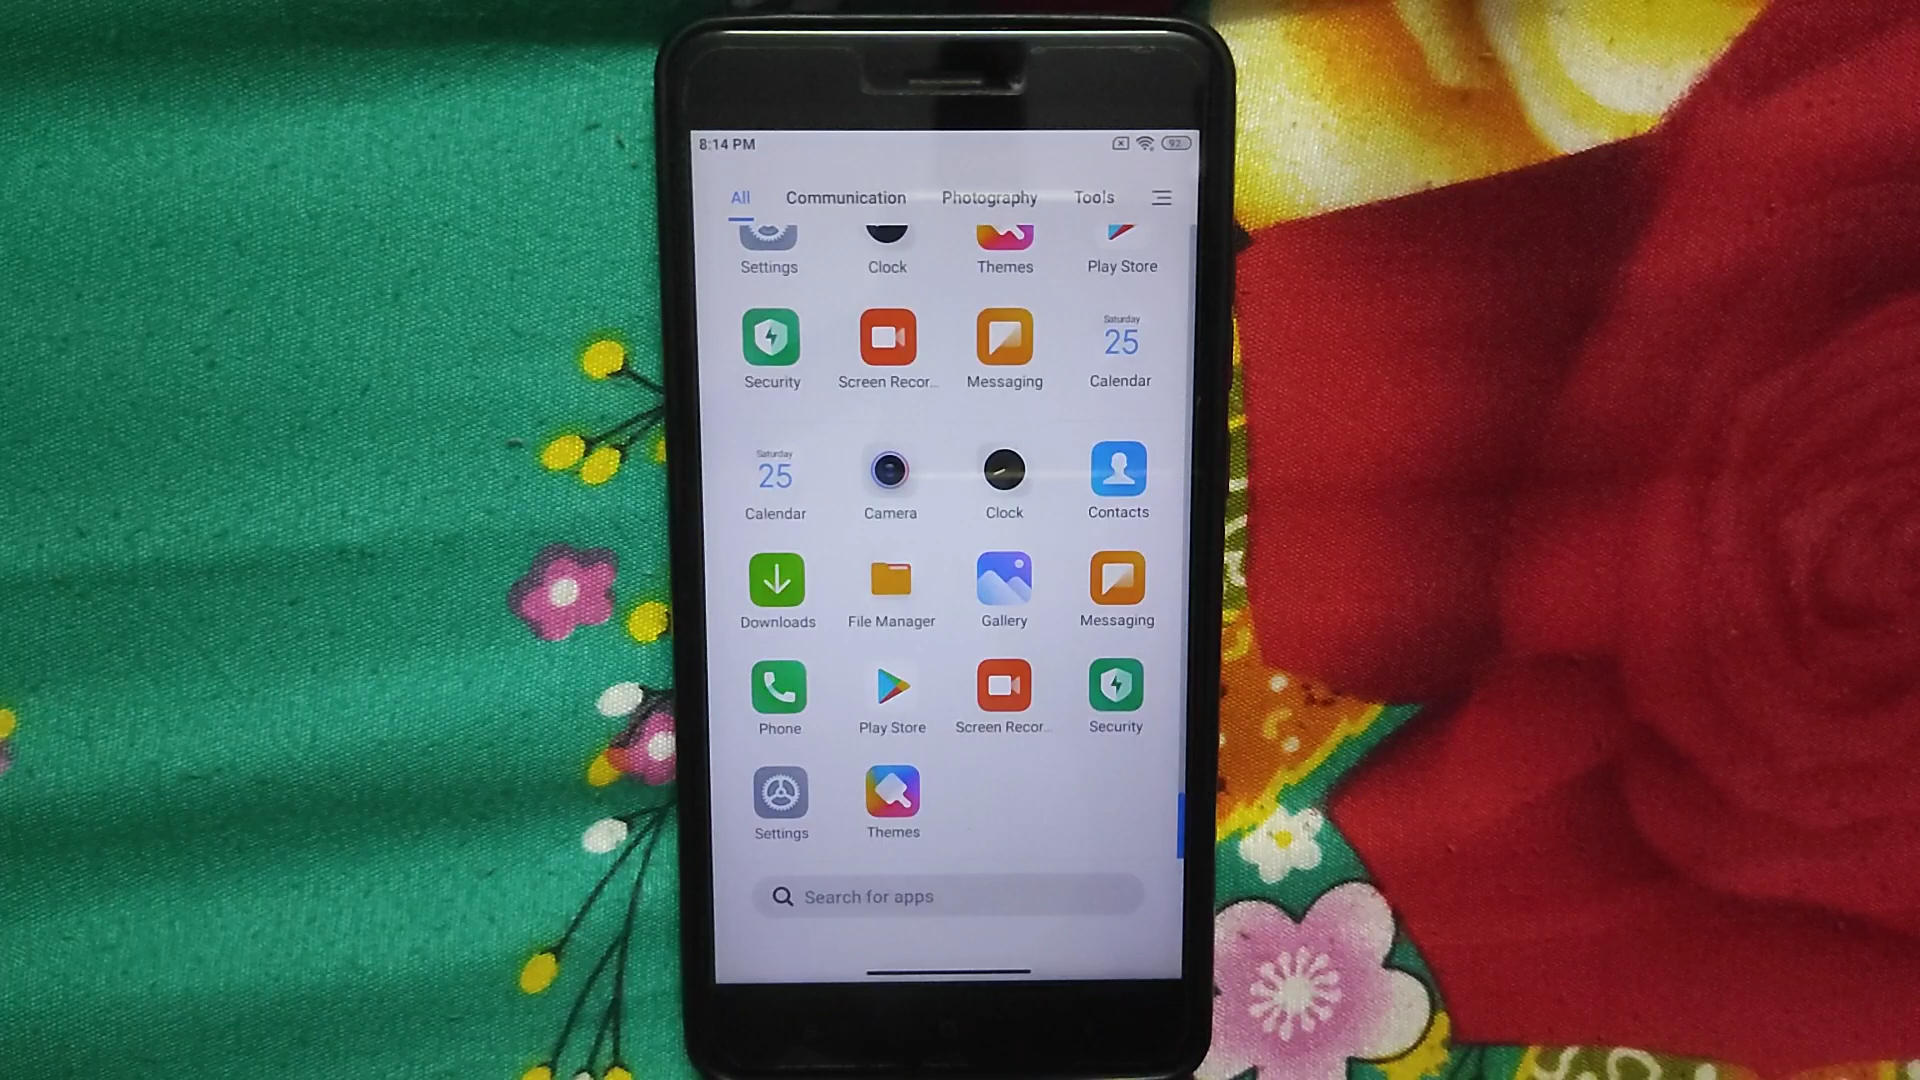 8:14 PM 92
All Communication Photography Tools
Settings Clock Themes Play Store
Saturday
25
Security Screen Recor... Messaging Calendar
Saturday
25
Calendar Camera Clock Contacts
Downloads File Manager Gallery Messaging
Phone Play Store Screen Recor... Security
Settings Themes
Search for apps